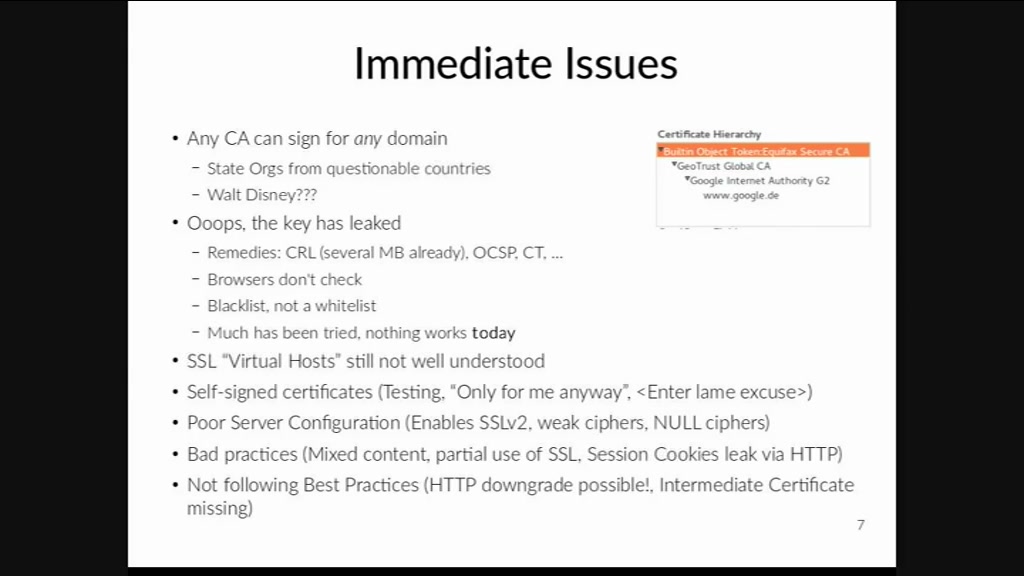 Immediate Issues
• Any CA can sign for any domain
– State Orgs from questionable countries
– Walt Disney???
• Ooops, the key has leaked
– Remedies: CRL (several MB already), OCSP, CT, ...
– Browsers don't check
– Blacklist, not a whitelist
– Much has been tried, nothing works today
• SSL “Virtual Hosts” still not well understood
• Self-signed certificates (Testing, “Only for me anyway”, <Enter lame excuse>)
• Poor Server Configuration (Enables SSLv2, weak ciphers, NULL ciphers)
• Bad practices (Mixed content, partial use of SSL, Session Cookies leak via HTTP)
• Not following Best Practices (HTTP downgrade possible!, Intermediate Certificate
missing)
Certificate Hierarchy
Builtin Object Token:Equifax Secure CA
GeoTrust Global CA
Google Internet Authority G2
www.google.de
7